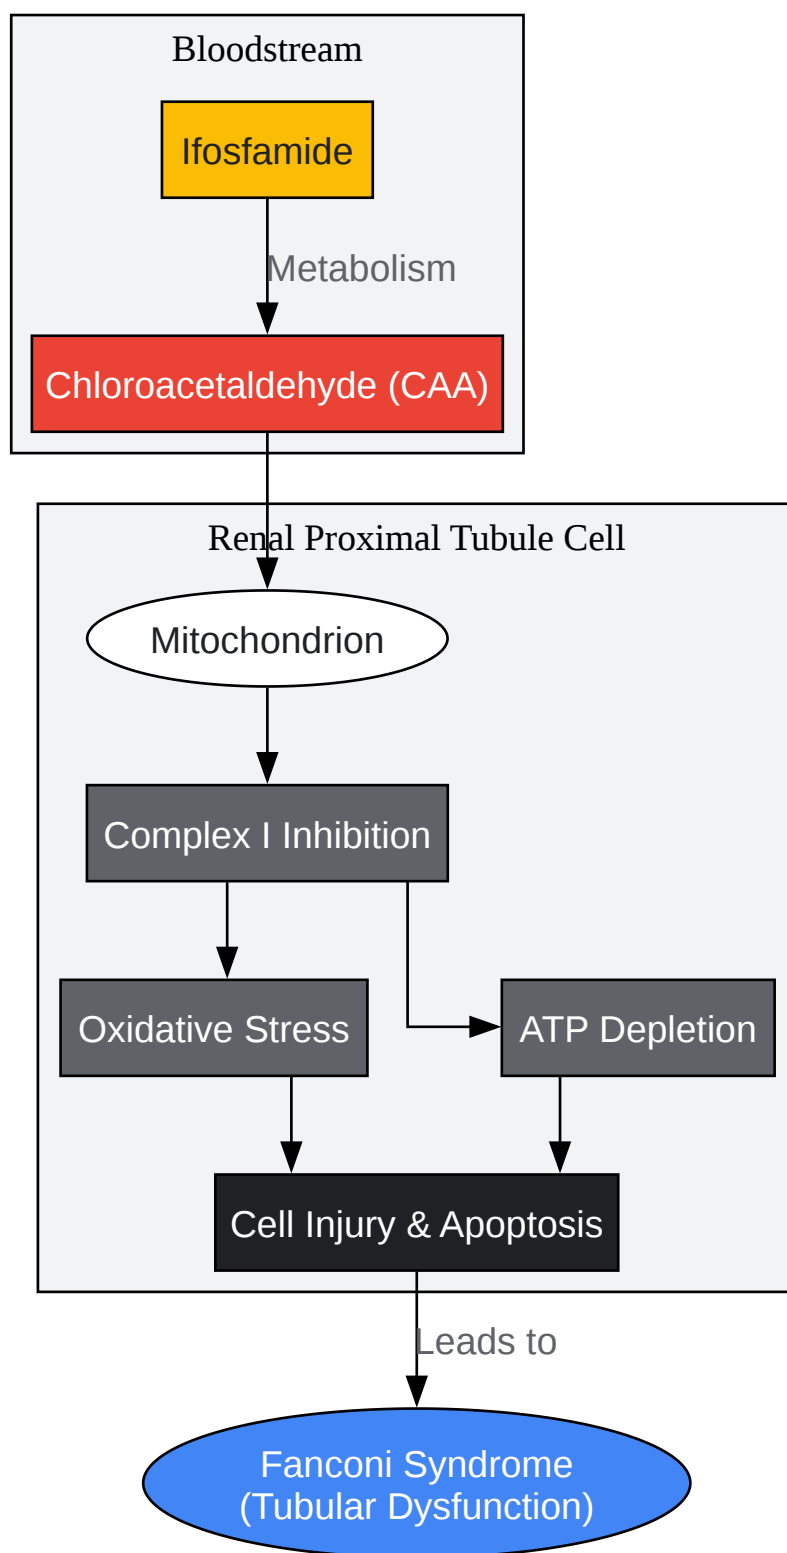 Bloodstream
Ifosfamide
Metabolism
Chloroacetaldehyde (CAA)
Renal Proximal Tubule Cell
Mitochondrion
Complex I Inhibition
Oxidative Stress
ATP Depletion
Cell Injury & Apoptosis
Leads to
Fanconi Syndrome
(Tubular Dysfunction)